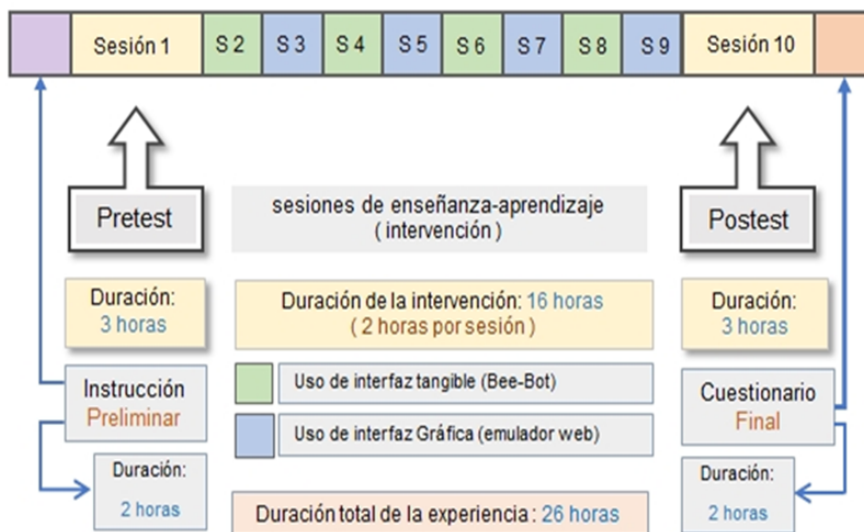 Sesión 1
S 2
S 3
S 4
S 5
S 6
S 7
S 8
S 9
Sesión 10
Pretest
sesiones de enseñanza-aprendizaje
( intervención )
Postest
Duración:
3 horas
Duración de la intervención: 16 horas
( 2 horas por sesión )
Duración:
3 horas
Instrucción
Preliminar
Uso de interfaz tangible (Bee-Bot)
Uso de interfaz Gráfica (emulador web)
Cuestionario
Final
Duración:
2 horas
Duración total de la experiencia : 26 horas
Duración:
2 horas